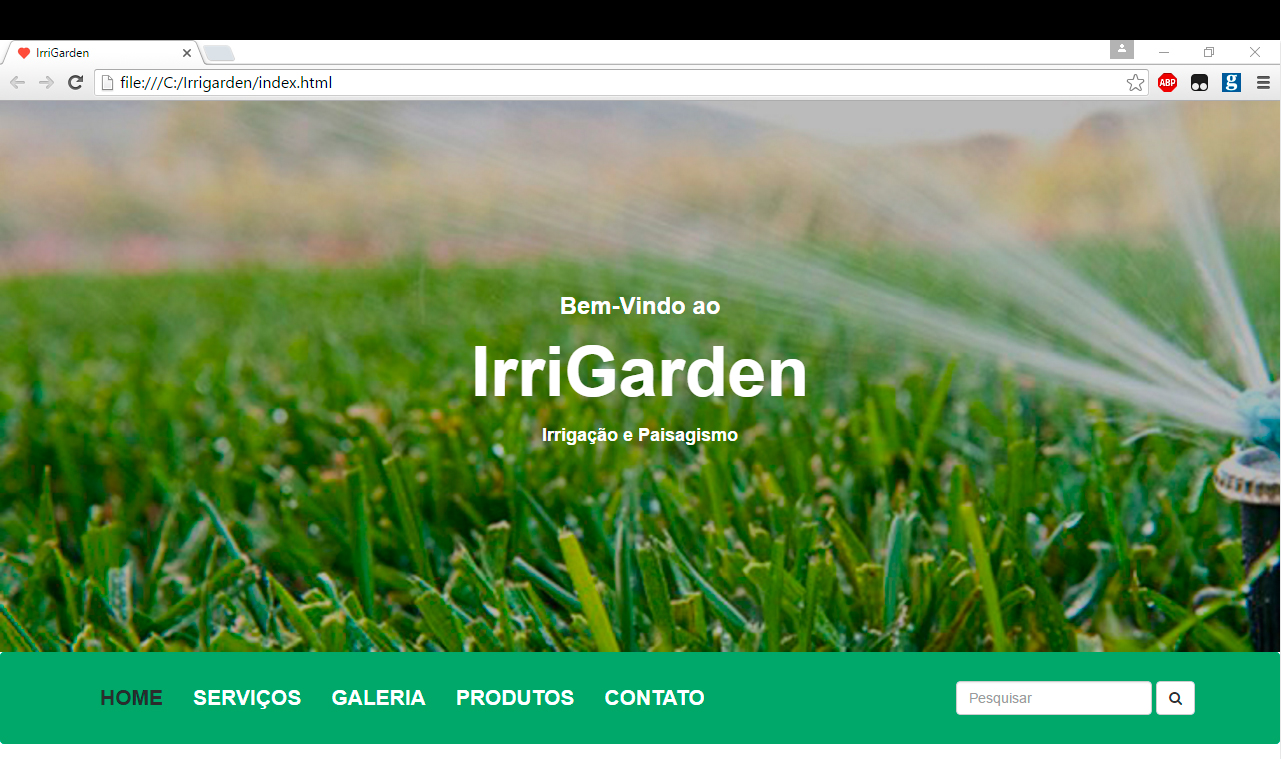 IrriGarden
file:///C:/Irrigarden/index.html
ABP
g
Bem-Vindo ao
IrriGarden
Irrigação e Paisagismo
HOME SERVIÇOS GALERIA PRODUTOS CONTATO Pesquisar